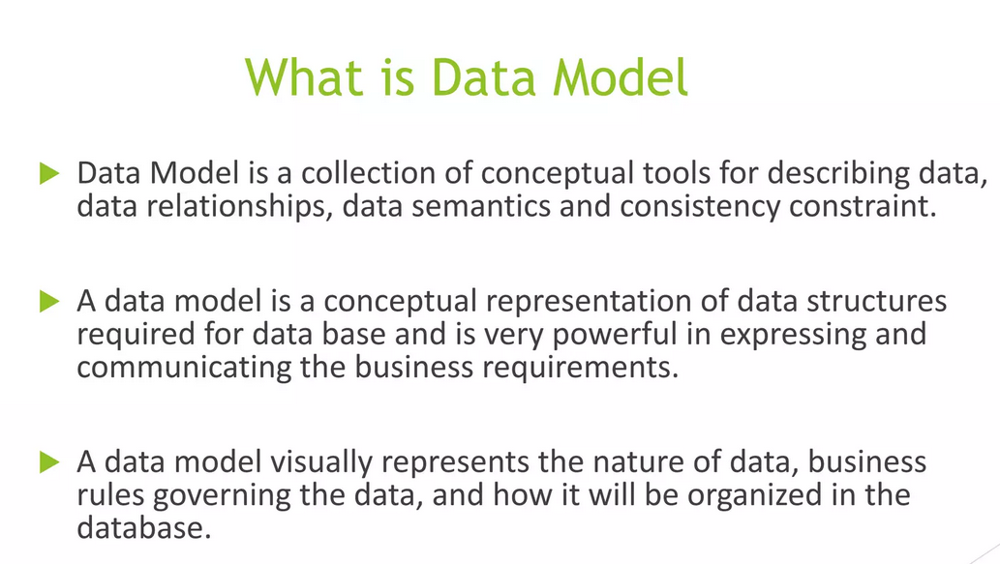 What is Data Model
Data Model is a collection of conceptual tools for describing data,
data relationships, data semantics and consistency constraint.
A data model is a conceptual representation of data structures
required for data base and is very powerful in expressing and
communicating the business requirements.
A data model visually represents the nature of data, business
rules governing the data, and how it will be organized in the
database.